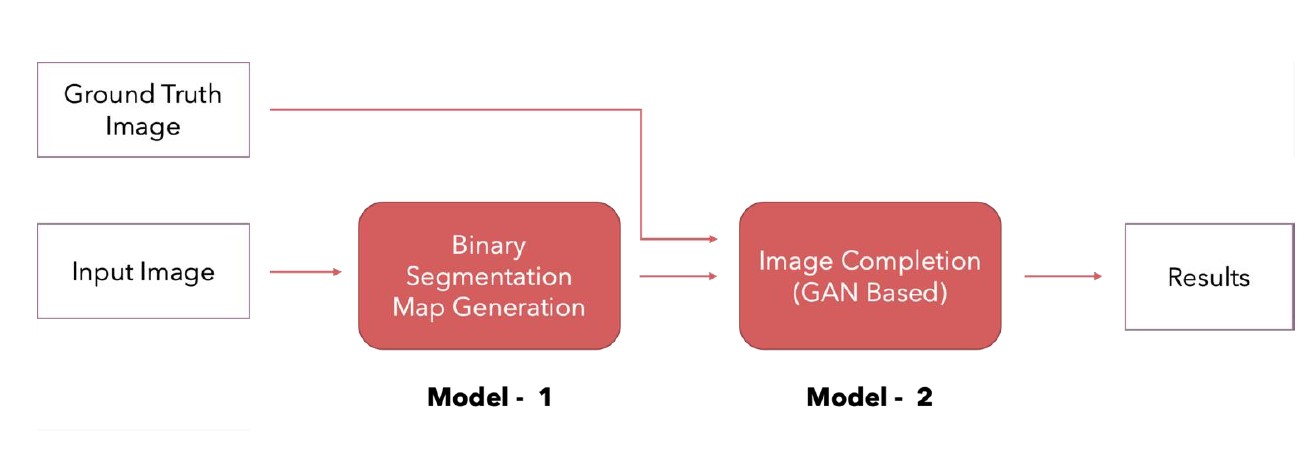 Ground Truth
Image
Input Image
Binary
Segmentation
Map Generation
Image Completion
(GAN Based)
Results
Model - 1
Model - 2